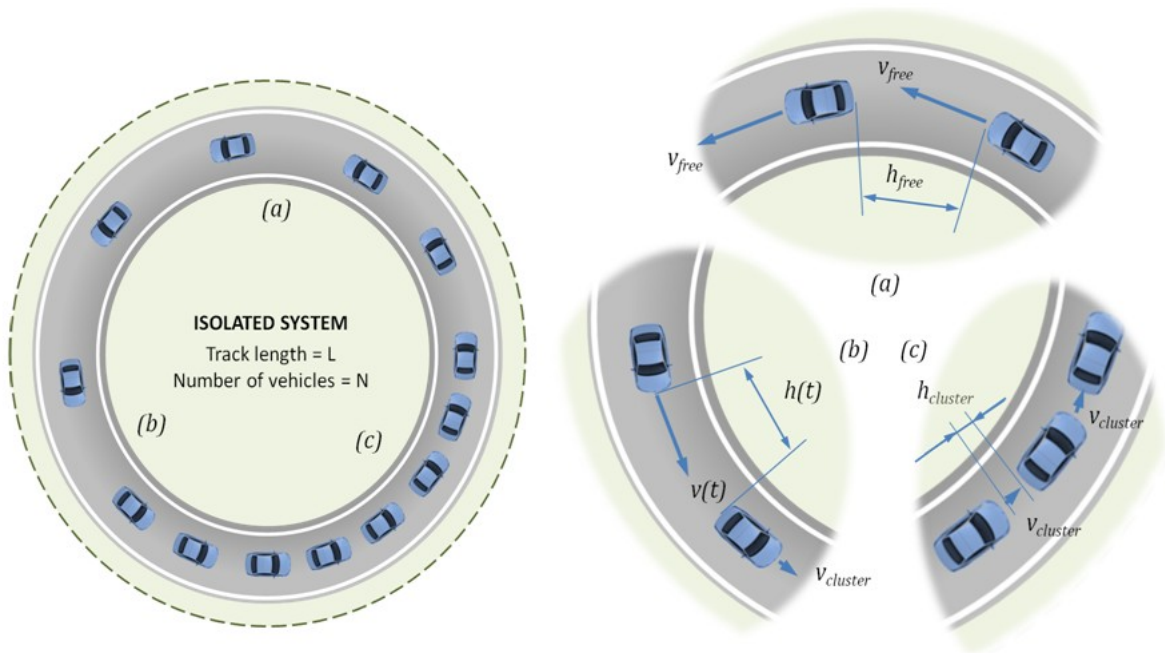 (a)
ISOLATED SYSTEM
Track length = L
Number of vehicles = N
(b)
(c)
v_free
v_free
h_free
(a)
(b) (c)
h(t)
h_cluster
v_cluster
v(t)
v_cluster
v_cluster